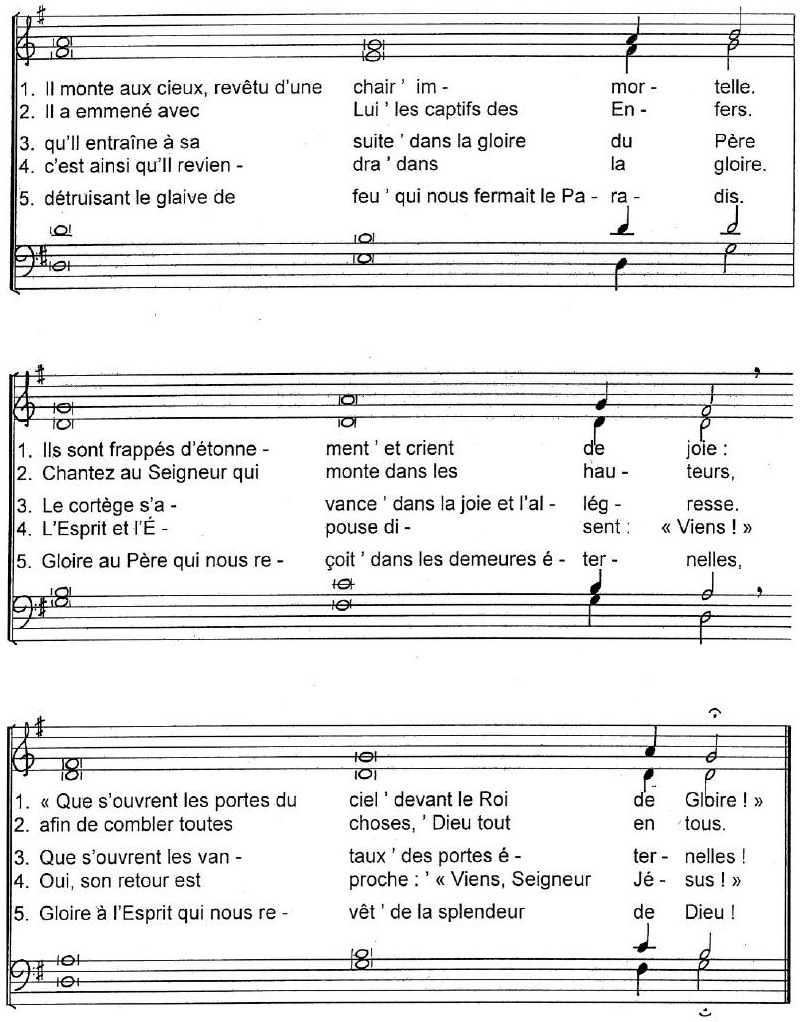 1. Il monte aux cieux, revêtu d'une chair ' im - mor - telle.
2. Il a emmené avec Lui ' les captifs des En - fers.
3. qu'Il entraîne à sa suite ' dans la gloire du Père
4. c'est ainsi qu'Il revien - dra ' dans la gloire.
5. détruisant le glaive de feu ' qui nous fermait le Pa - ra - dis.
1. Ils sont frappés d'étonne - ment ' et crient de joie :
2. Chantez au Seigneur qui monte dans les hau - teurs,
3. Le cortège s'a - vance ' dans la joie et l'al - lég - resse.
4. L'Esprit et l'É - pouse di - sent : « Viens ! »
5. Gloire au Père qui nous re - çoit ' dans les demeures é - ter - nelles,
1. « Que s'ouvrent les portes du ciel ' devant le Roi de Gloire ! »
2. afin de combler toutes choses, ' Dieu tout en tous.
3. Que s'ouvrent les van - taux ' des portes é - ter - nelles !
4. Oui, son retour est proche : ' « Viens, Seigneur Jé - sus ! »
5. Gloire à l'Esprit qui nous re - vêt ' de la splendeur de Dieu !